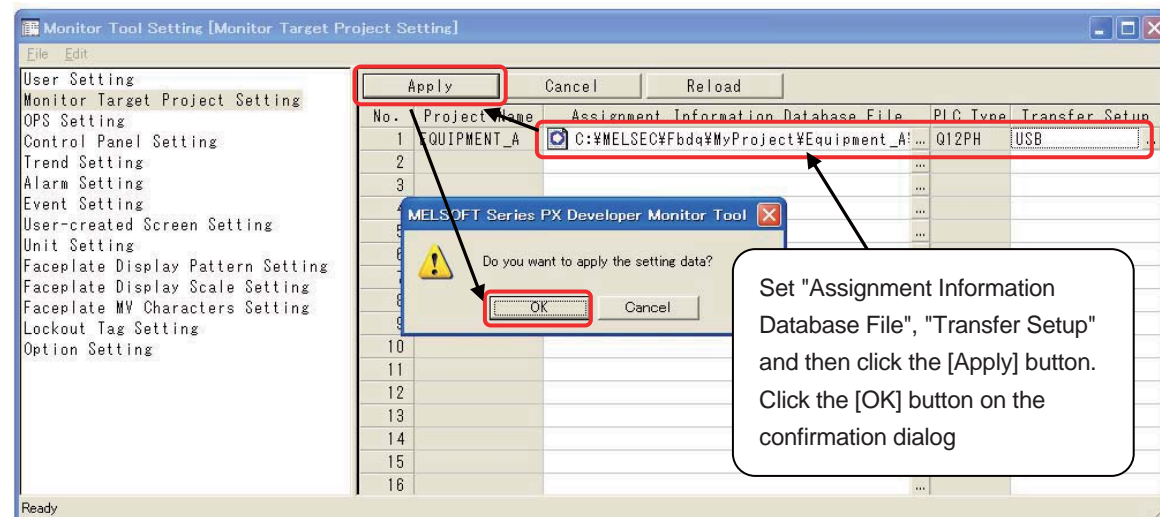 Monitor Tool Setting [Monitor Target Project Setting]
File Edit
User Setting
Monitor Target Project Setting
OPS Setting
Control Panel Setting
Trend Setting
Alarm Setting
Event Setting
User-created Screen Setting
Unit Setting
Faceplate Display Pattern Setting
Faceplate Display Scale Setting
Faceplate MV Characters Setting
Lockout Tag Setting
Option Setting
Apply Cancel Reload
No. Project Name Assignment Information Database File PLC Type Transfer Setup
1 EQUIPMENT_A C:¥MELSEC¥Fbdq¥MyProject¥Equipment_A ... Q12PH USB ...
2 ...
3 ...
...
...
MELSOFT Series PX Developer Monitor Tool
Do you want to apply the setting data?
OK Cancel
10
11
12
13
14
15
16 ...
Set "Assignment Information
Database File", "Transfer Setup"
and then click the [Apply] button.
Click the [OK] button on the
confirmation dialog
Ready